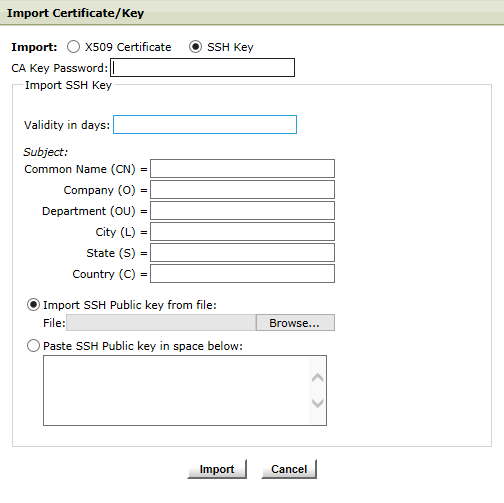 Import Certificate/Key
Import: X509 Certificate SSH Key
CA Key Password:
Import SSH Key
Validity in days:
Subject:
Common Name (CN) =
Company (O) =
Department (OU) =
City (L) =
State (S) =
Country (C) =
Import SSH Public key from file:
File: Browse...
Paste SSH Public key in space below:
Import Cancel